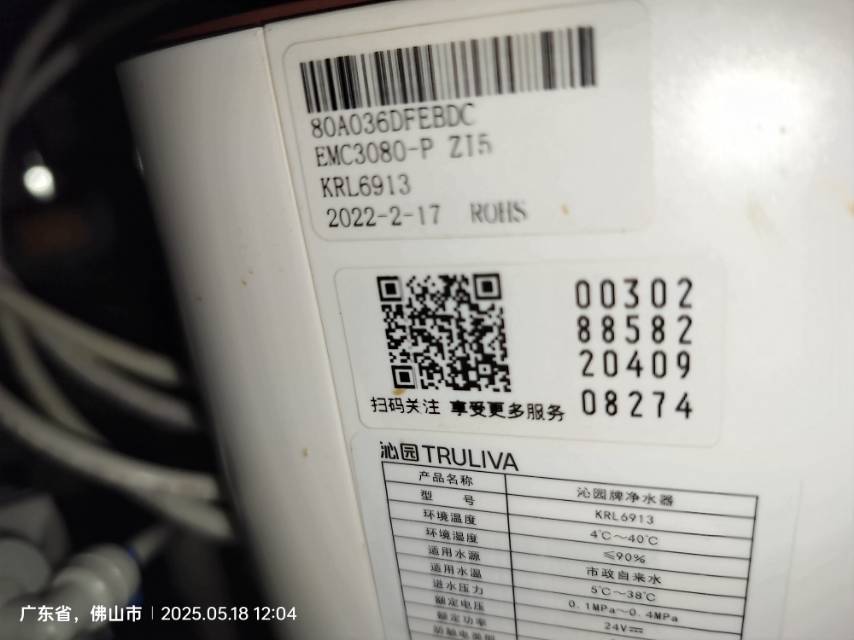 80A036DFEBDC
EMC3080-P ZI5
KRL6913
2022-2-17 ROHS
00302
88582
20409
08274
扫码关注 享受更多服务
沁园TRULIVA
产品名称 沁园牌净水器
型 号 KRL6913
环境温度 4℃～40℃
环境湿度 ≤90%
适用水源 市政自来水
适用水温 5℃～38℃
进水压力 0.1MPa～0.4MPa
额定电压 24V
额定功率
广东省，佛山市 | 2025.05.18 12:04